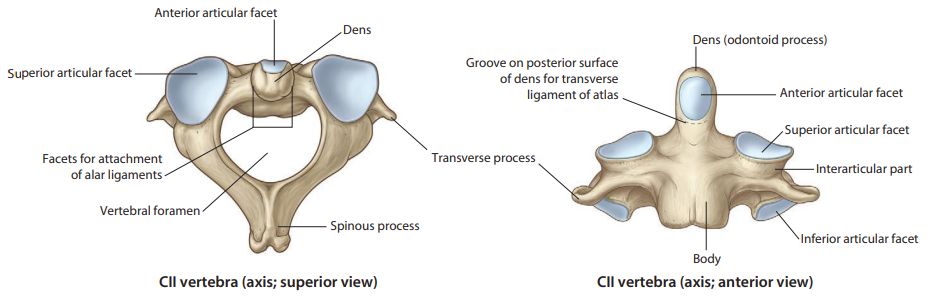 Anterior articular facet
Dens
Superior articular facet
Facets for attachment
of alar ligaments
Vertebral foramen
Spinous process
Transverse process
CII vertebra (axis; superior view)
Dens (odontoid process)
Groove on posterior surface
of dens for transverse
ligament of atlas
Anterior articular facet
Superior articular facet
Interarticular part
Inferior articular facet
Body
CII vertebra (axis; anterior view)